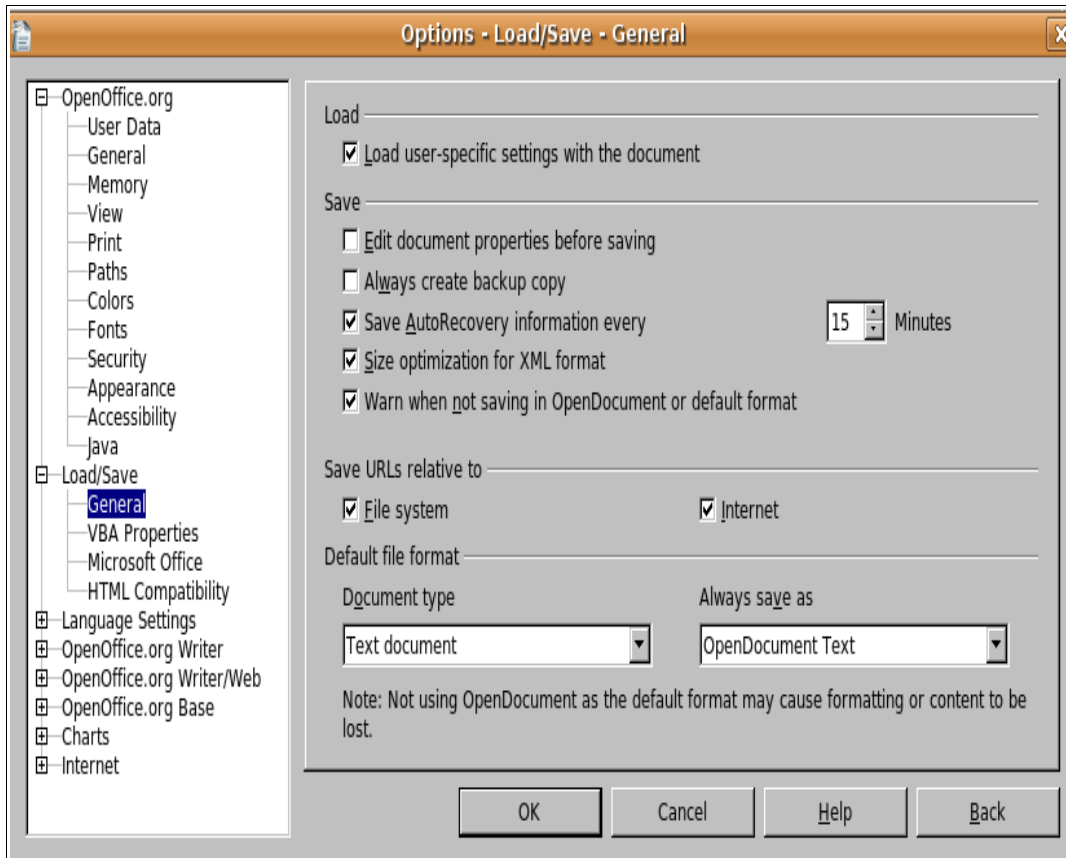 Options - Load/Save - General
OpenOffice.org
User Data
General
Memory
View
Print
Paths
Colors
Fonts
Security
Appearance
Accessibility
Java
Load/Save
General
VBA Properties
Microsoft Office
HTML Compatibility
Language Settings
OpenOffice.org Writer
OpenOffice.org Writer/Web
OpenOffice.org Base
Charts
Internet
Load
Load user-specific settings with the document
Save
Edit document properties before saving
Always create backup copy
Save AutoRecovery information every 15 Minutes
Size optimization for XML format
Warn when not saving in OpenDocument or default format
Save URLs relative to
File system Internet
Default file format
Document type Always save as
Text document OpenDocument Text
Note: Not using OpenDocument as the default format may cause formatting or content to be
lost.
OK Cancel Help Back